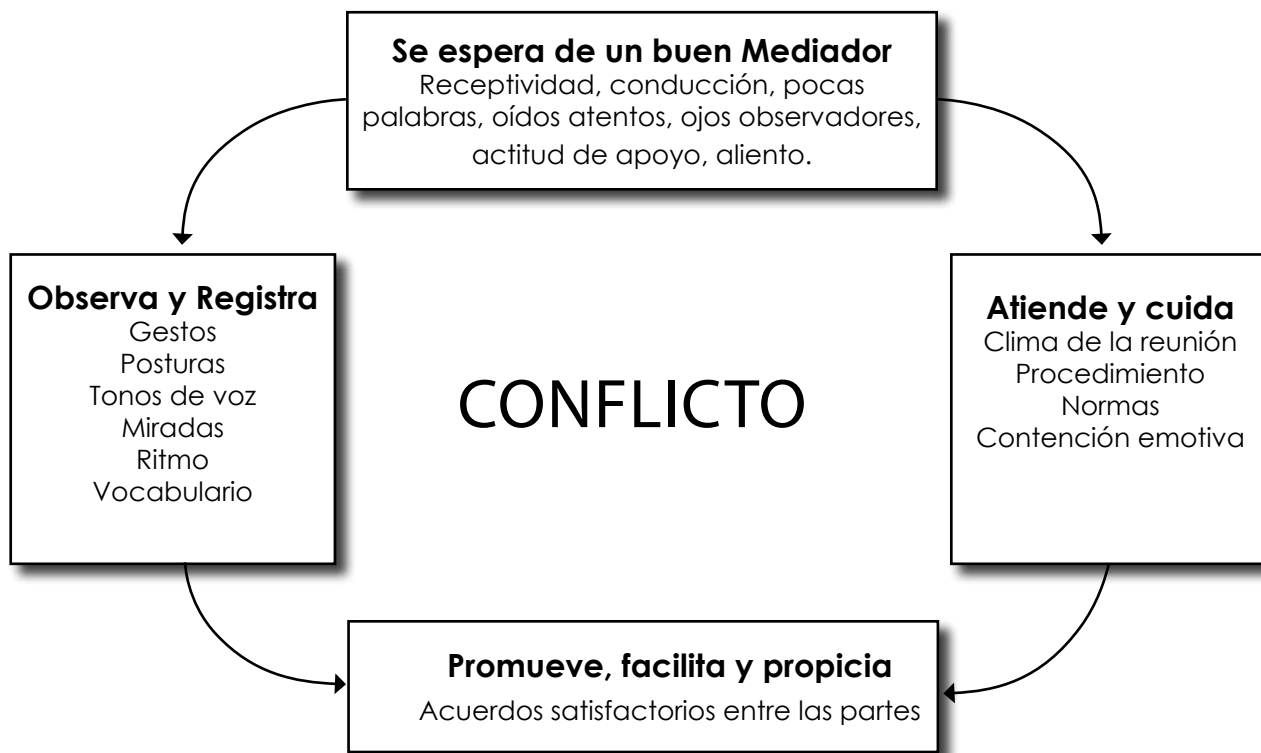 Se espera de un buen Mediador
Receptividad, conducción, pocas
palabras, oídos atentos, ojos observadores,
actitud de apoyo, aliento.
Observa y Registra
Gestos
Posturas
Tonos de voz
Miradas
Ritmo
Vocabulario
CONFLICTO
Atiende y cuida
Clima de la reunión
Procedimiento
Normas
Contención emotiva
Promueve, facilita y propicia
Acuerdos satisfactorios entre las partes